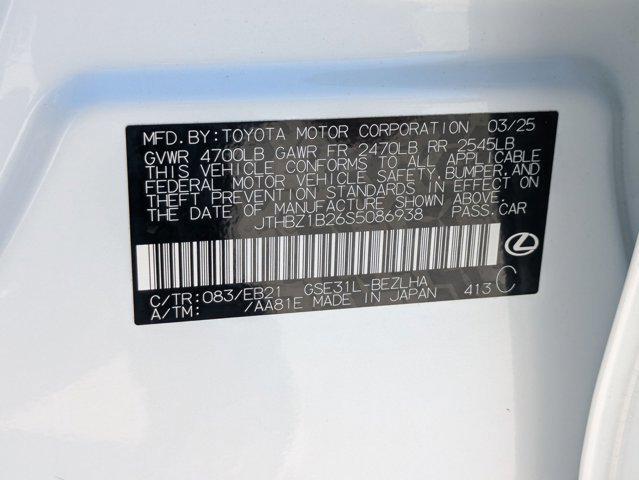 MFD.BY:TOYOTA MOTOR CORPORATION 03/25
GVWR 4700LB GAWR FR 2470LB RR 2545LB
THIS VEHICLE CONFORMS TO ALL APPLICABLE
FEDERAL MOTOR VEHICLE SAFETY, BUMPER, AND
THEFT PREVENTION STANDARDS IN EFFECT ON
THE DATE OF MANUFACTURE SHOWN ABOVE.
JTHBZ1B26S5086938 PASS.CAR
C/TR:083/EB21 GSE31L-BEZLHA
A/TM: /AA81E MADE IN JAPAN 413 C